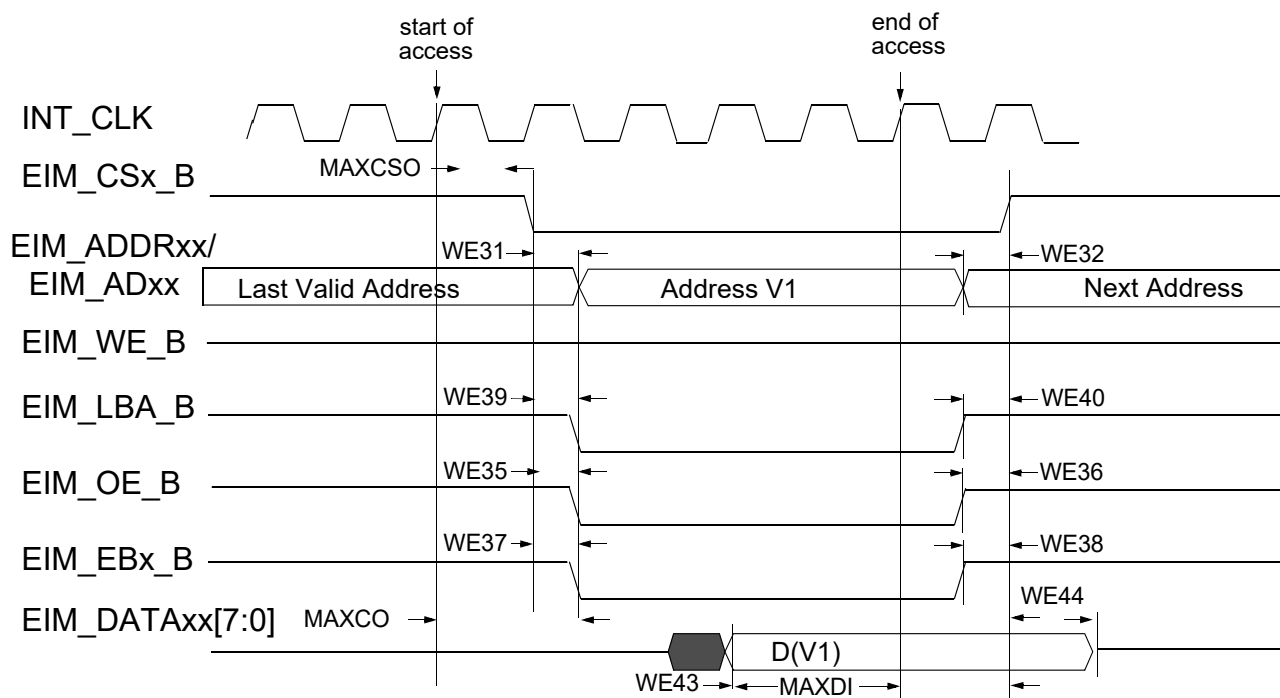 start of
access
end of
access
INT_CLK
MAXCSO
EIM_CSx_B
EIM_ADDRxx/
EIM_ADxx
WE31
WE32
Last Valid Address
Address V1
Next Address
EIM_WE_B
WE39
WE40
EIM_LBA_B
WE35
WE36
EIM_OE_B
WE37
WE38
EIM_EBx_B
WE44
EIM_DATAxx[7:0]
MAXCO
D(V1)
WE43
MAXDI